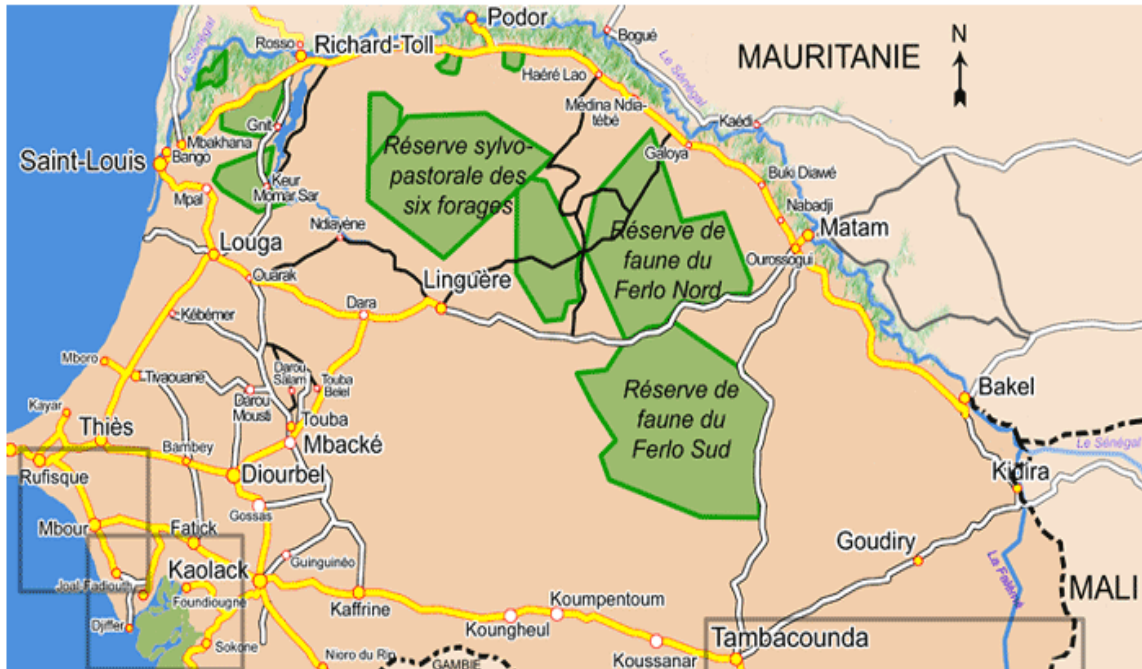 Podor
Bogué
Rosso
Richard-Toll
N
MAURITANIE
Le Sénégal
Le Sénégal
Haéré Lao
Médina Ndia-
tébé
Kaédi
Gnit
Mbakhana
Bango
Saint-Louis
Réserve sylvo-
pastorale des
six forages
Galoya
Buki Diawé
Keur
Momar Sar
Mpal
Nabadji
Ndiayène
Matam
Louga
Réserve de
faune du
Ferlo Nord
Ourossogui
Ouarak
Linguère
Dara
Kébémer
Mboro
Tivaouane
Darou
Salam
Touba
Belel
Darou
Mousti
Réserve de
faune du
Ferlo Sud
Bakel
Kayar
Touba
Thiès
Mbacké
Bambey
Le Sénégal
Rufisque
Diourbel
Kidira
Gossas
Mbour
Fatick
Guinguinéo
Goudiry
Kaolack
La Falémé
MALI
Joal-Fadiouth
Foundiougne
Kaffrine
Koumpentoum
Djiffer
Koungheul
Sokone
Tambacounda
Nioro du Rip
GAMBIE
Koussanar